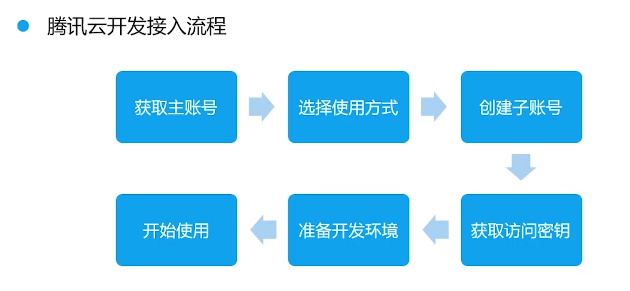 腾讯云开发接入流程
获取主账号
选择使用方式
创建子账号
获取访问密钥
准备开发环境
开始使用